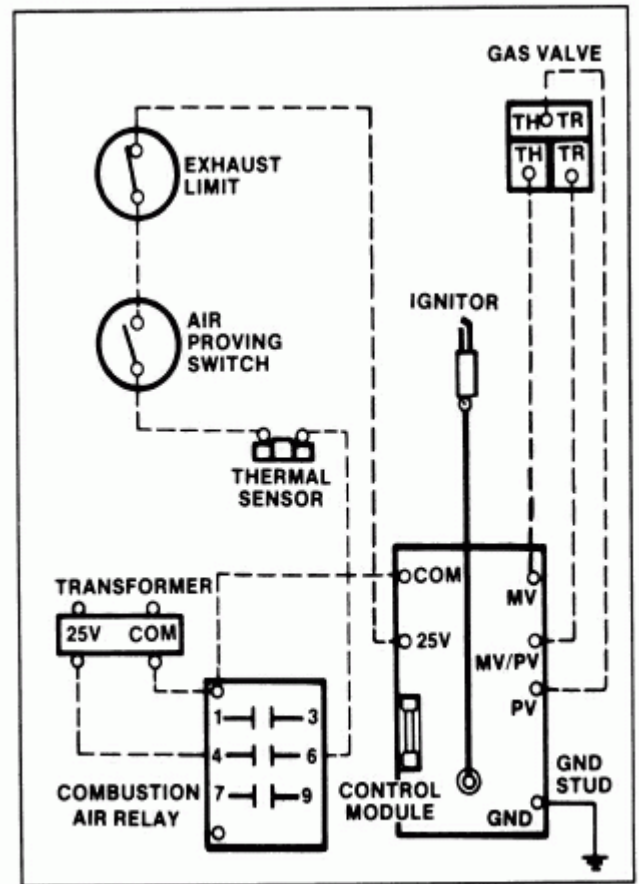 GAS VALVE
TH TR
TH TR
EXHAUST
LIMIT
IGNITOR
AIR
PROVING
SWITCH
THERMAL
SENSOR
TRANSFORMER
25V COM
COM
MV
25V
MV/PV
PV
1 3
4 6
7 9
COMBUSTION
AIR RELAY
CONTROL
MODULE
GND
STUD
GND